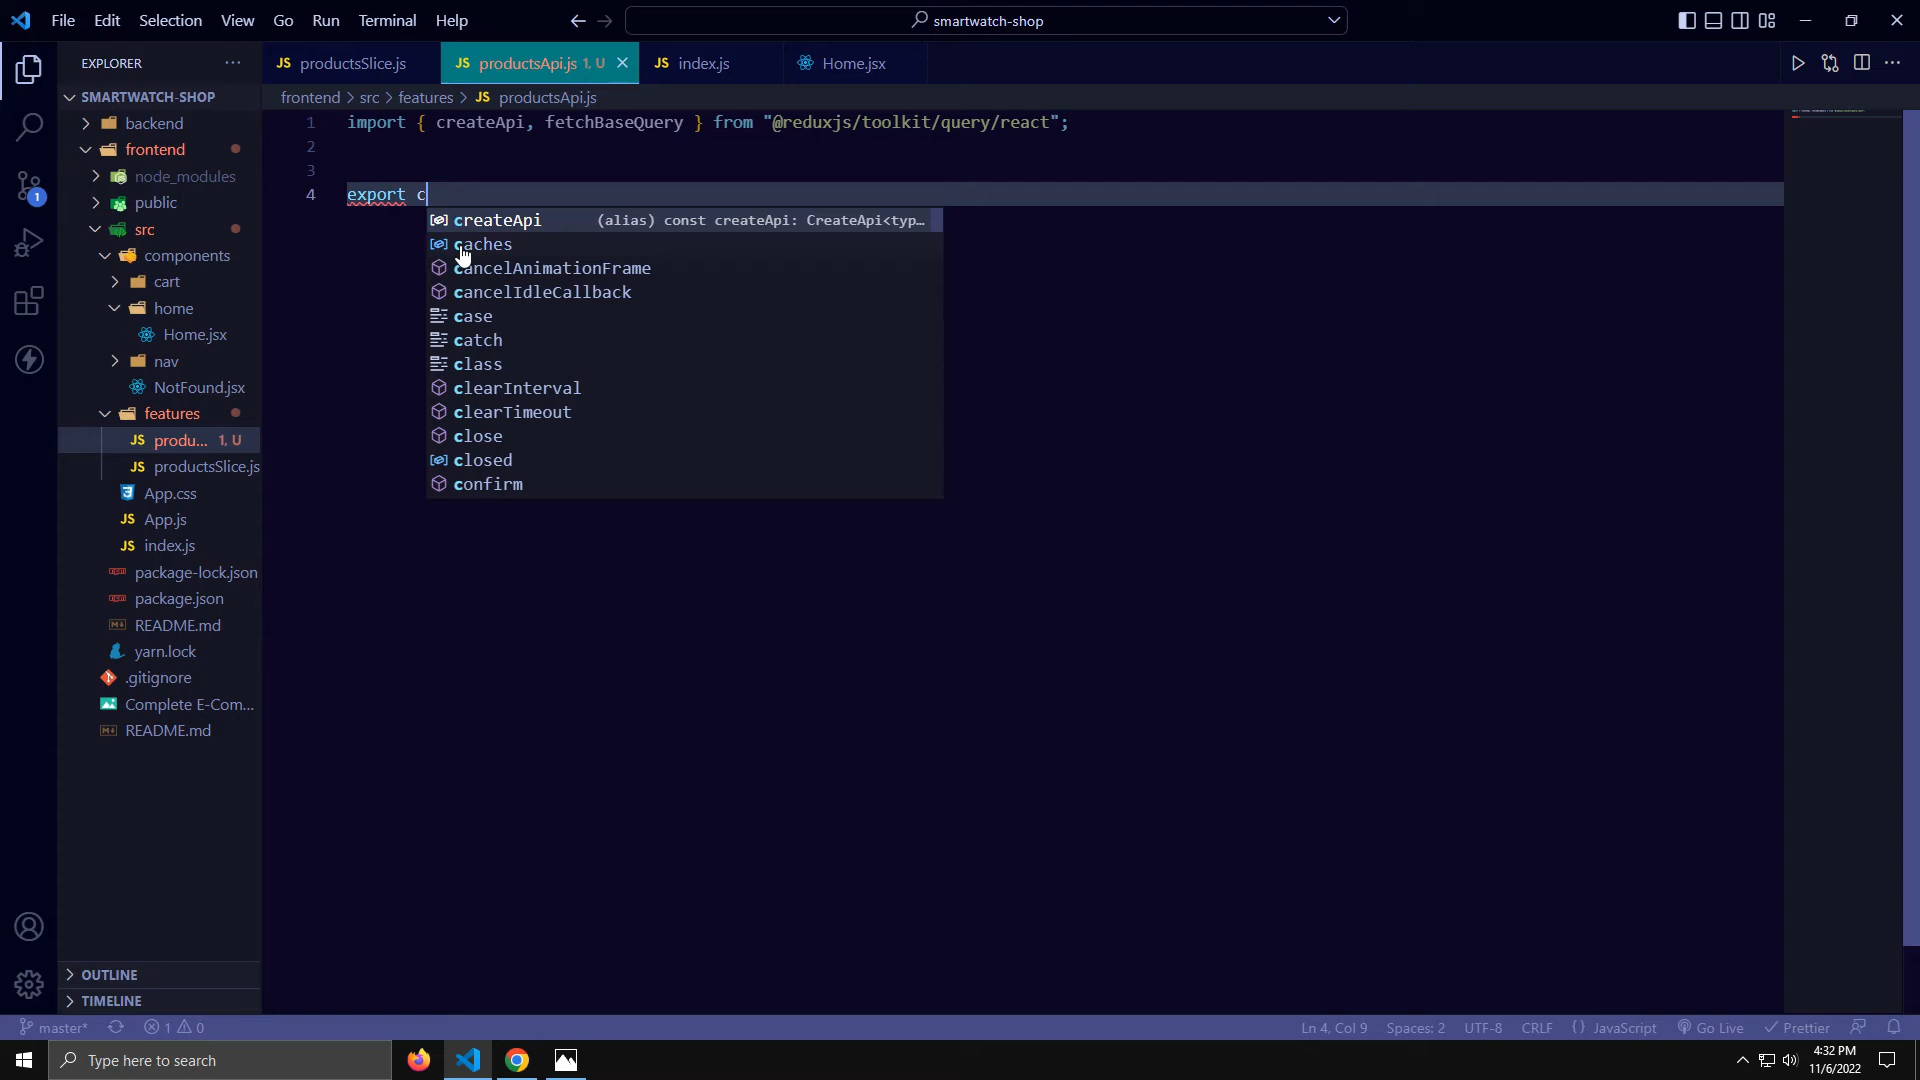 File Edit Selection View Go Run Terminal Help
smartwatch-shop
EXPLORER
SMARTWATCH-SHOP
backend
frontend
node_modules
public
src
components
cart
home
Home.jsx
nav
NotFound.jsx
features
produ... 1, U
productsSlice.js
App.css
App.js
index.js
package-lock.json
package.json
README.md
yarn.lock
.gitignore
Complete E-Com...
README.md
OUTLINE
TIMELINE
JS productsSlice.js JS productsApi.js 1, U JS index.js Home.jsx
frontend > src > features > JS productsApi.js
1 import { createApi, fetchBaseQuery } from "@reduxjs/toolkit/query/react";
2
3
4 export c
createApi (alias) const createApi: CreateApi<typ...
caches
cancelAnimationFrame
cancelIdleCallback
case
catch
class
clearInterval
clearTimeout
close
closed
confirm
master* 1 0 Ln 4, Col 9 Spaces: 2 UTF-8 CRLF {} JavaScript Go Live Prettier
Type here to search
4:32 PM
11/6/2022